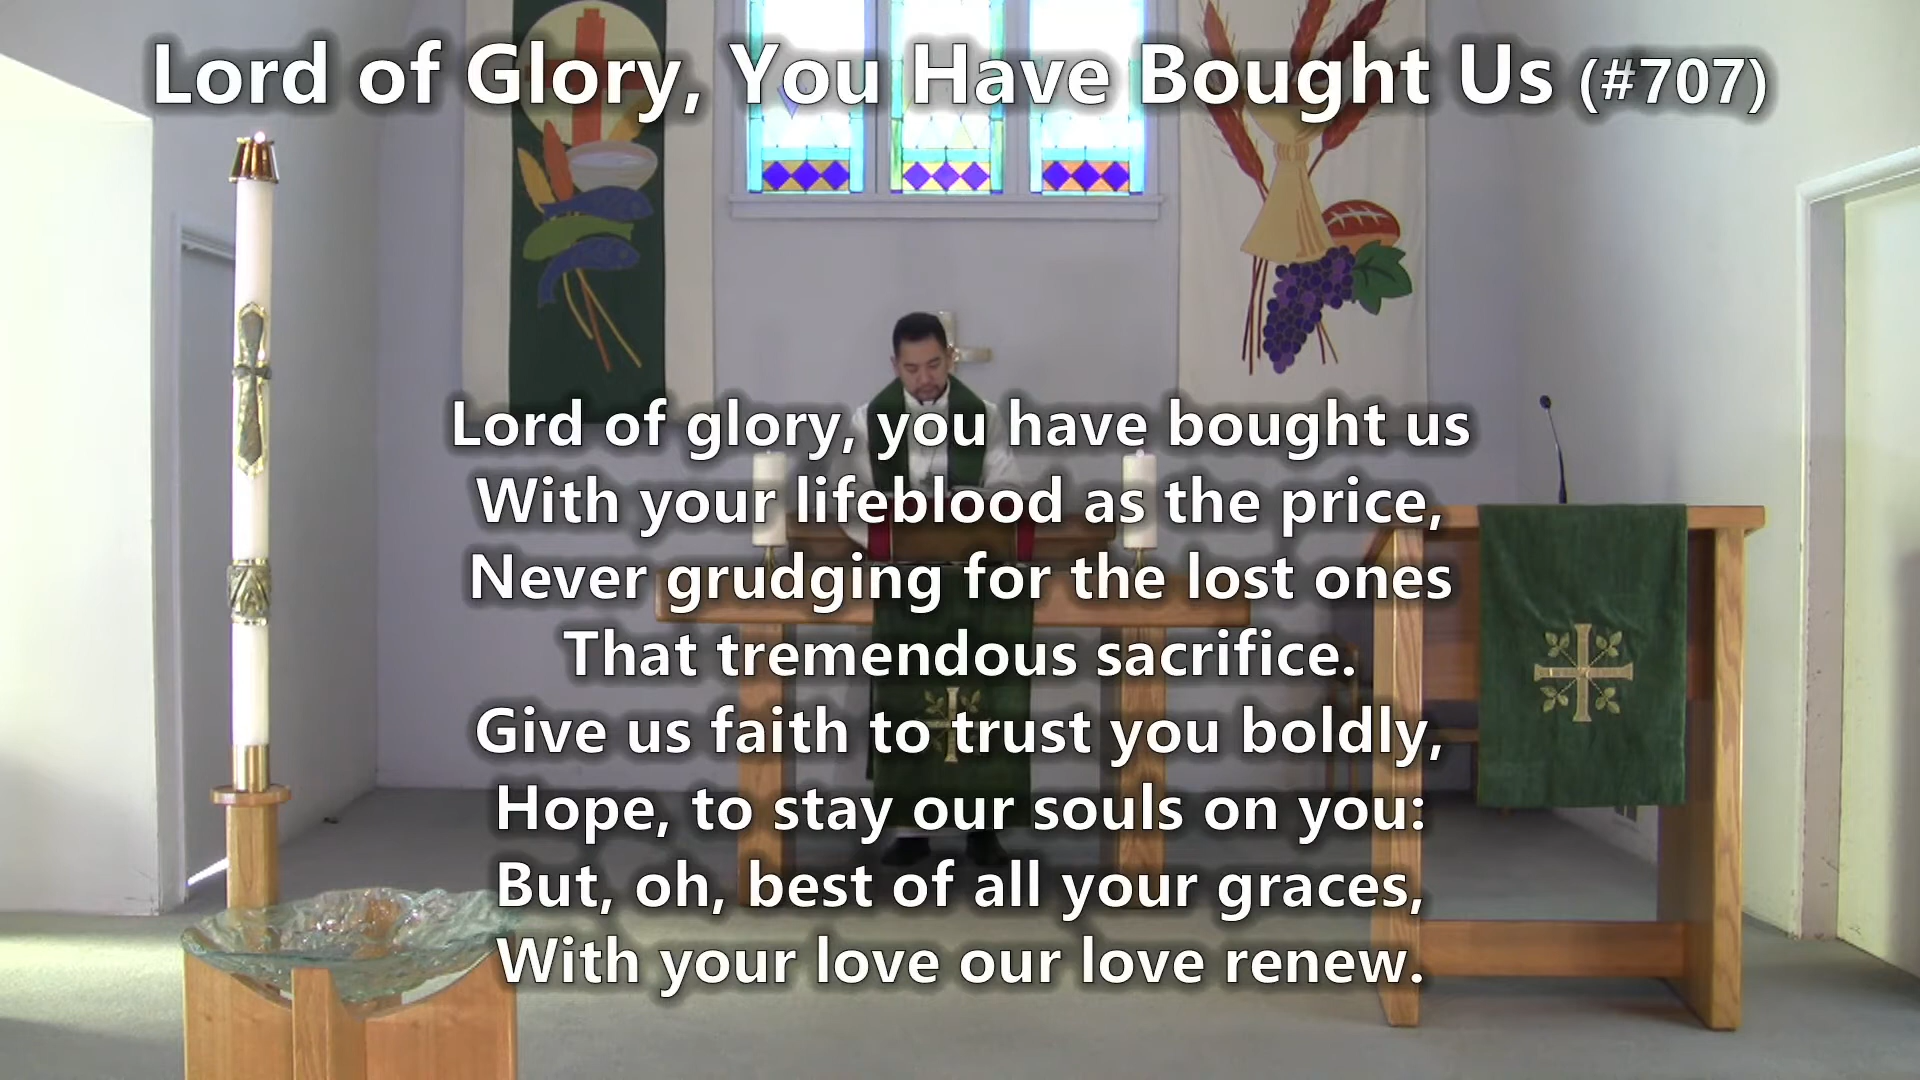 Lord of Glory, You Have Bought Us (#707)
Lord of glory, you have bought us
With your lifeblood as the price,
Never grudging for the lost ones
That tremendous sacrifice.
Give us faith to trust you boldly,
Hope, to stay our souls on you:
But, oh, best of all your graces,
With your love our love renew.